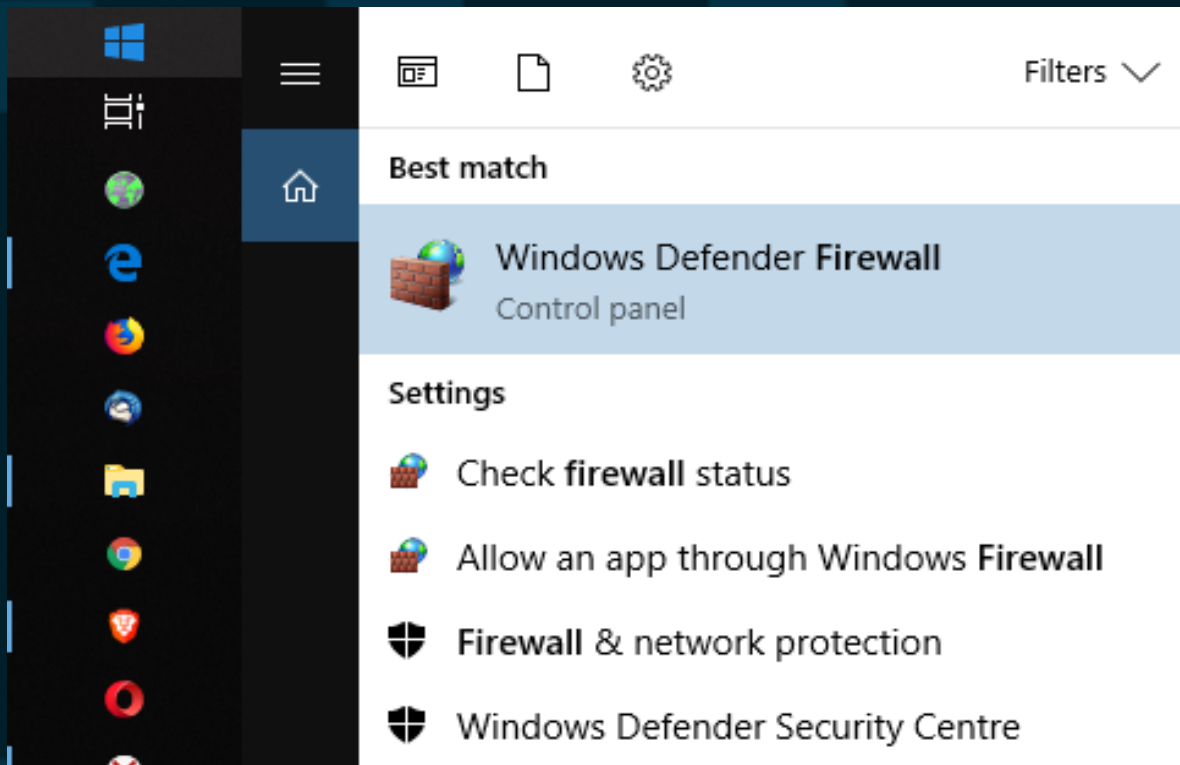 Filters
Best match
Windows Defender Firewall
Control panel
Settings
Check firewall status
Allow an app through Windows Firewall
Firewall & network protection
Windows Defender Security Centre